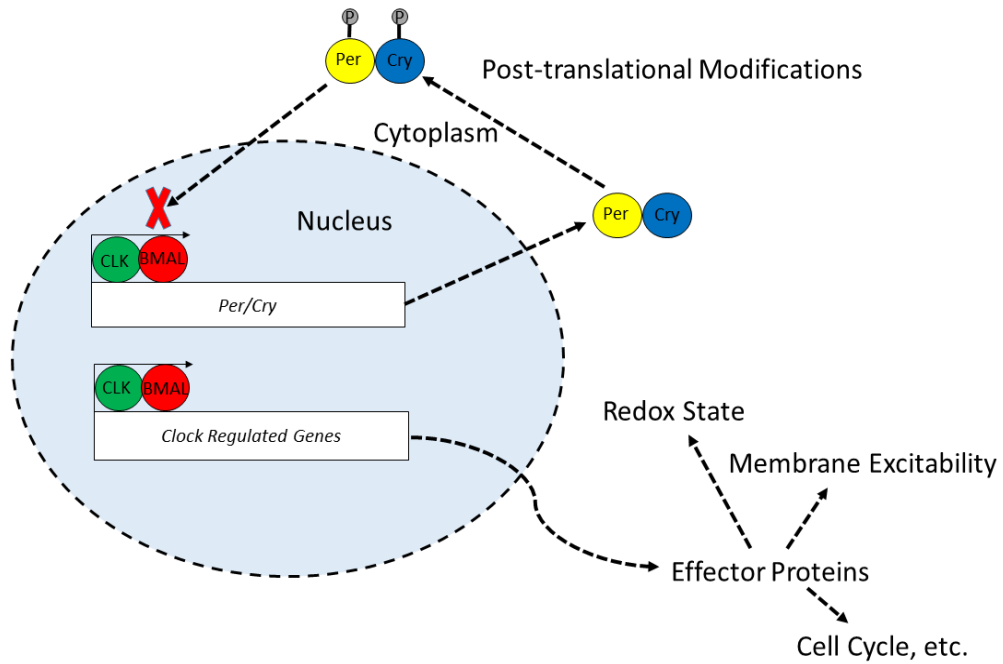 P P
Per Cry
Post-translational Modifications
Cytoplasm
Per Cry
Nucleus
CLK BMAL
Per/Cry
CLK BMAL
Clock Regulated Genes
Redox State
Membrane Excitability
Effector Proteins
Cell Cycle, etc.